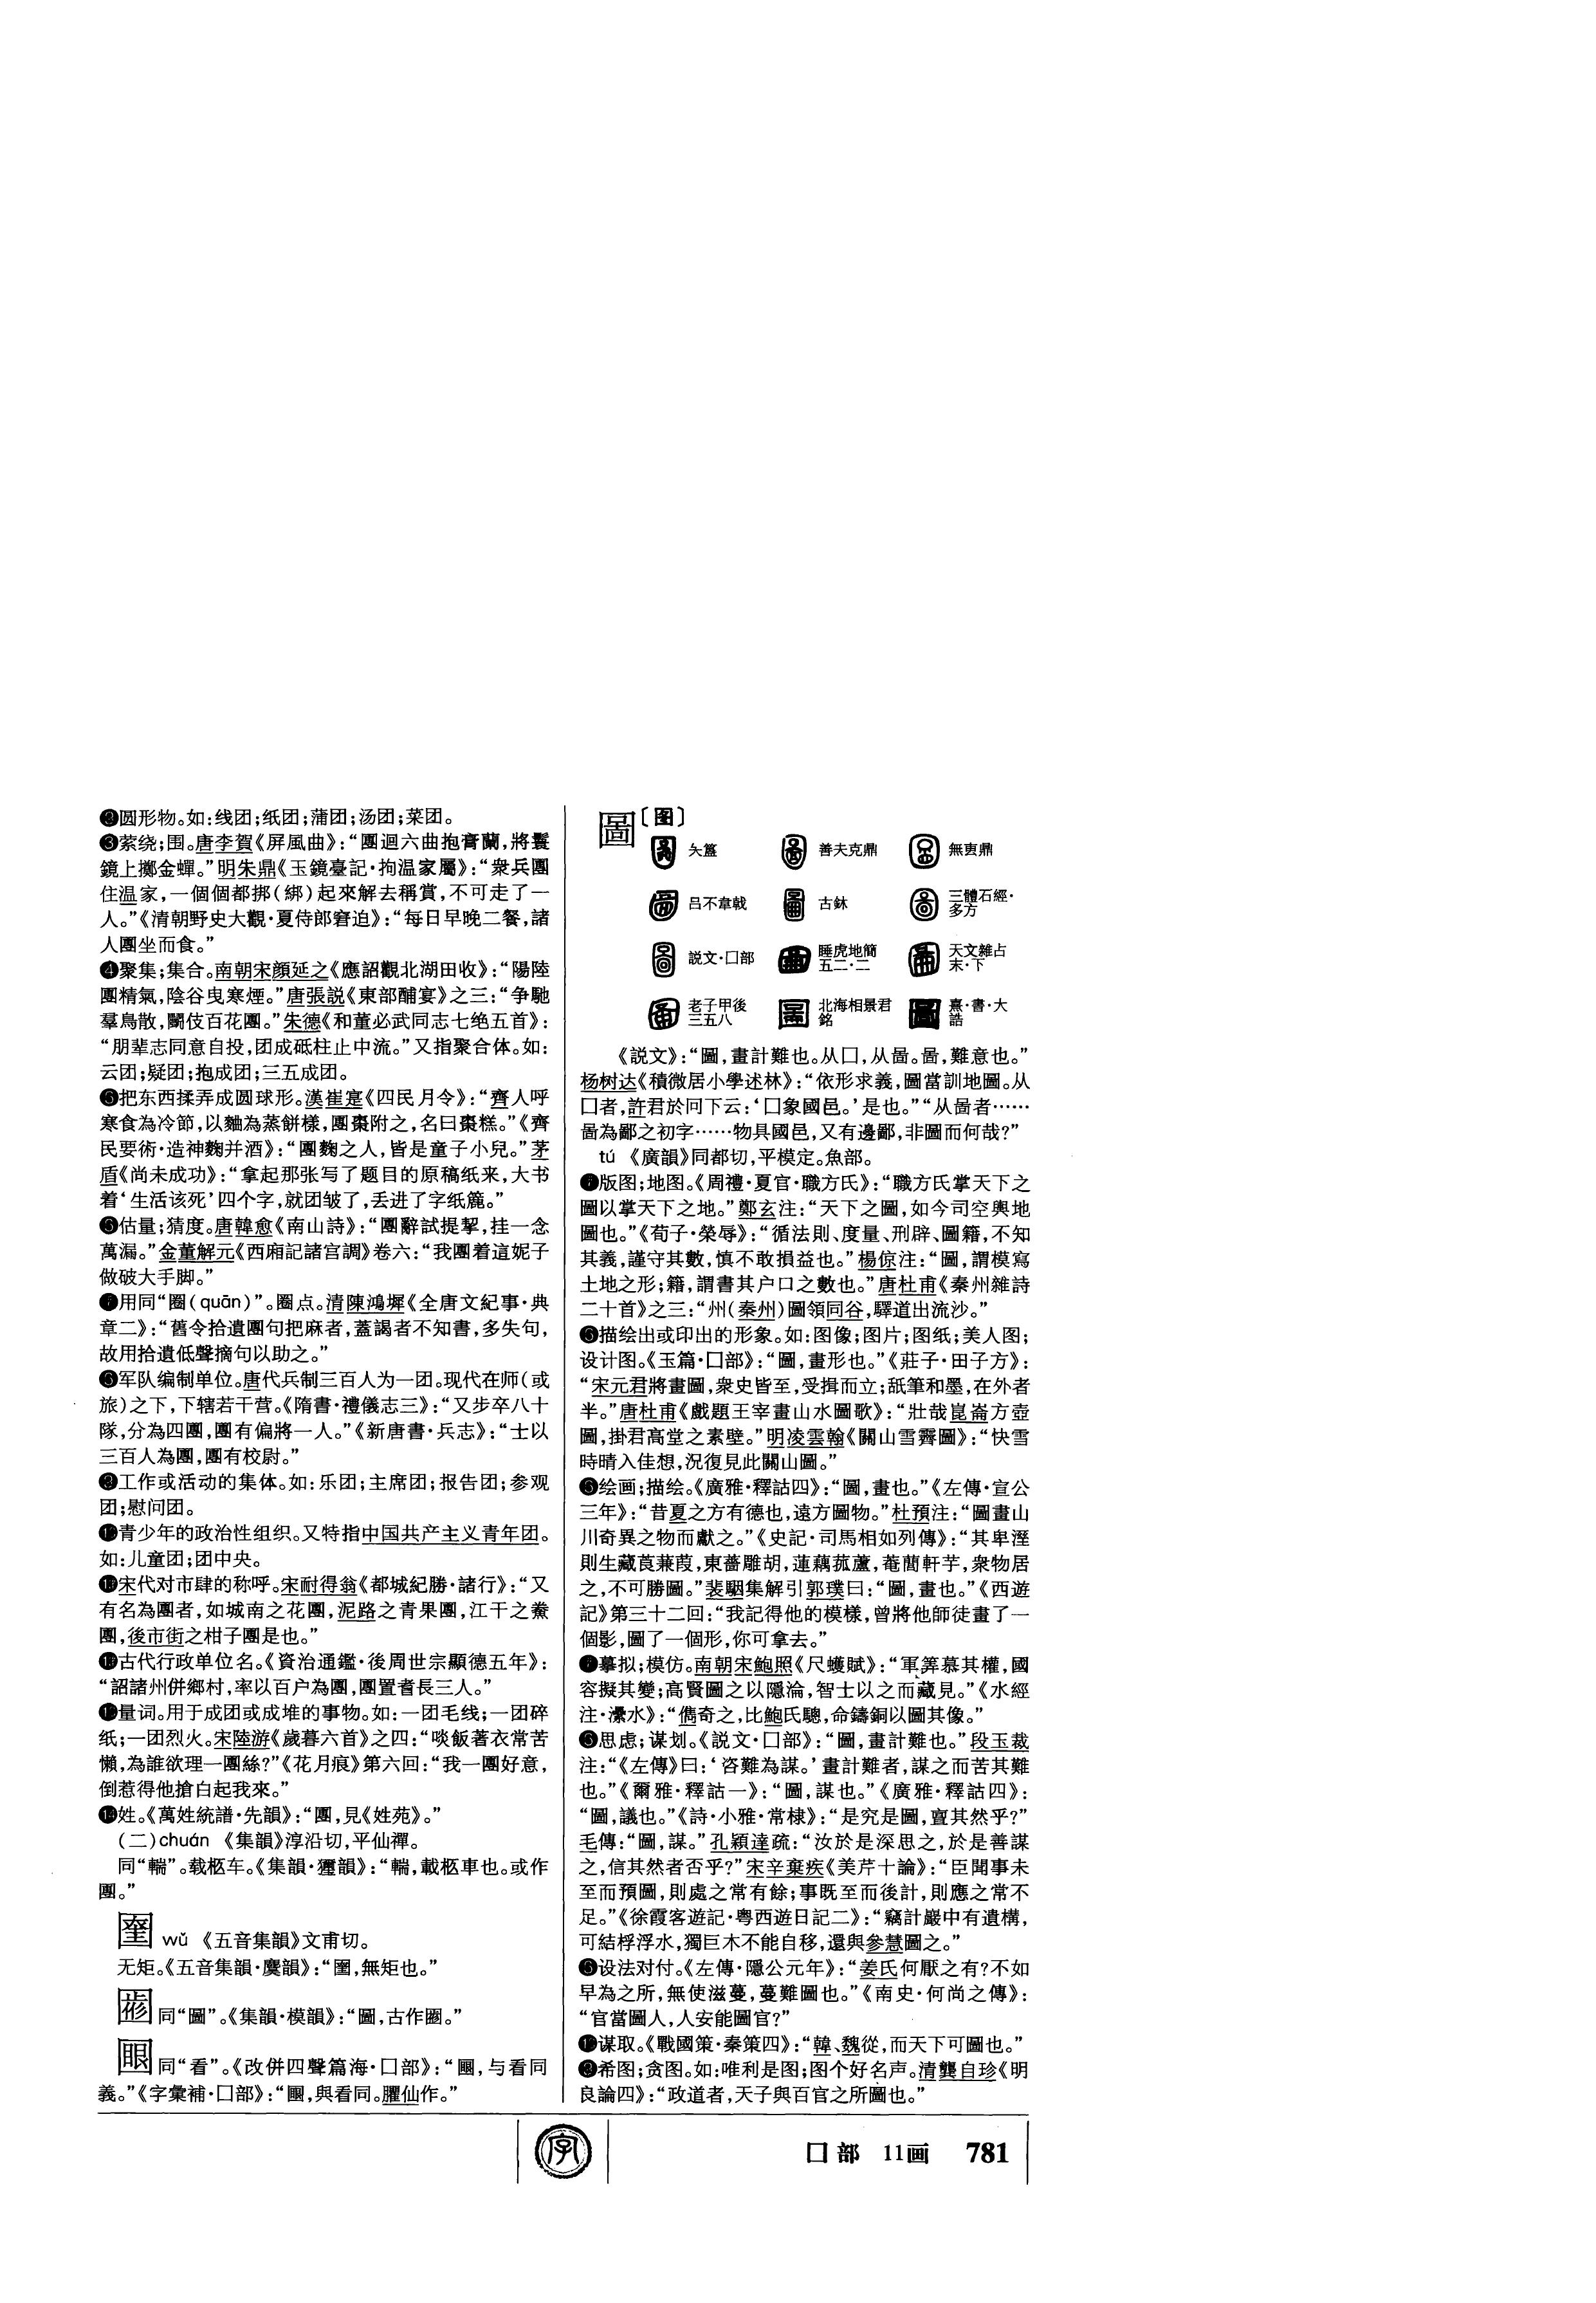 ❷圆形物。如:线团;纸团;蒲团;汤团;菜团。
❸萦绕;围。唐李賀《屏風曲》:“團迴六曲抱膏蘭,將鬟
鏡上擲金蟬。”明朱鼎《玉鏡臺記·拘温家屬》:“衆兵團
住温家,一個個都挷(綁)起來解去稱賞,不可走了一
人。”《清朝野史大觀·夏侍郎窘迫》:“每日早晚二餐,諸
人團坐而食。”
❹聚集;集合。南朝宋顔延之《應詔觀北湖田收》:“陽陸
團精氣,陰谷曳寒煙。”唐張説《東部酺宴》之三:“争馳
羣鳥散,鬭伎百花團。”朱德《和董必武同志七绝五首》:
“朋辈志同意自投,团成砥柱止中流。”又指聚合体。如:
云团;疑团;抱成团;三五成团。
❺把东西揉弄成圆球形。漢崔寔《四民月令》:“齊人呼
寒食為冷節,以麯為蒸餅樣,團棗附之,名曰棗糕。”《齊
民要術·造神麴并酒》:“團麴之人,皆是童子小兒。”茅
盾《尚未成功》:“拿起那张写了题目的原稿纸来,大书
着‘生活该死’四个字,就团皱了,丢进了字纸篦。”
❻估量;猜度。唐韓愈《南山詩》:“團辭試提挈,挂一念
萬漏。”金董解元《西廂記諸宫調》卷六:“我團着這妮子
做破大手脚。”
❼用同“圈(quān)”。圈点。清陳鴻墀《全唐文紀事·典
章二》:“舊令拾遺團句把麻者,蓋謁者不知書,多失句,
故用拾遺低聲摘句以助之。”
❽军队编制单位。唐代兵制三百人为一团。现代在师(或
旅)之下,下辖若干营。《隋書·禮儀志三》:“又步卒八十
隊,分為四團,團有偏將一人。”《新唐書·兵志》:“士以
三百人為團,團有校尉。”
❾工作或活动的集体。如:乐团;主席团;报告团;参观
团;慰问团。
❿青少年的政治性组织。又特指中国共产主义青年团。
如:儿童团;团中央。
⓫宋代对市肆的称呼。宋耐得翁《都城紀勝·諸行》:“又
有名為團者,如城南之花團,泥路之青果團,江干之鯗
團,後市街之柑子團是也。”
⓬古代行政单位名。《資治通鑑·後周世宗顯德五年》:
“詔諸州併鄉村,率以百户為團,團置耆長三人。”
⓭量词。用于成团或成堆的事物。如:一团毛线;一团碎
纸;一团烈火。宋陸游《歲暮六首》之四:“啖飯著衣常苦
懶,為誰欲理一團絲?”《花月痕》第六回:“我一團好意,
倒惹得他搶白起我來。”
⓮姓。《萬姓統譜·先韻》:“團,見《姓苑》。”
(二)chuán 《集韻》淳沿切,平仙禪。
同“輲”。载柩车。《集韻·㺧韻》:“輲,載柩車也。或作
團。”
wǔ 《五音集韻》文甫切。
无矩。《五音集韻·麌韻》:“,無矩也。”
同“圖”。《集韻·模韻》:“圖,古作。”
同“看”。《改併四聲篇海·囗部》:“,与看同
義。”《字彙補·囗部》:“,與看同。臞仙作。”
圖〔图〕
矢簋 善夫克鼎 無叀鼎
吕不韋戟 古鉨 三體石經·多方
説文·囗部 睡虎地簡五二·二 天文雜占末·下
老子甲後三五八 北海相景君銘 熹·書·大誥
《説文》:“圖,畫計難也。从囗,从啚。啚,難意也。”
杨树达《積微居小學述林》:“依形求義,圖當訓地圖。从
囗者,許君於冋下云:‘囗象國邑。’是也。”“从啚者……
啚為鄙之初字……物具國邑,又有邊鄙,非圖而何哉?”
tú 《廣韻》同都切,平模定。魚部。
❶版图;地图。《周禮·夏官·職方氏》:“職方氏掌天下之
圖以掌天下之地。”鄭玄注:“天下之圖,如今司空輿地
圖也。”《荀子·榮辱》:“循法則、度量、刑辟、圖籍,不知
其義,謹守其數,慎不敢損益也。”楊倞注:“圖,謂模寫
土地之形;籍,謂書其户口之數也。”唐杜甫《秦州雜詩
二十首》之三:“州(秦州)圖領同谷,驛道出流沙。”
❷描绘出或印出的形象。如:图像;图片;图纸;美人图;
设计图。《玉篇·囗部》:“圖,畫形也。”《莊子·田子方》:
“宋元君將畫圖,衆史皆至,受揖而立;舐筆和墨,在外者
半。”唐杜甫《戲題王宰畫山水圖歌》:“壯哉崑崙方壺
圖,掛君高堂之素壁。”明凌雲翰《關山雪霽圖》:“快雪
時晴入佳想,況復見此關山圖。”
❸绘画;描绘。《廣雅·釋詁四》:“圖,畫也。”《左傳·宣公
三年》:“昔夏之方有德也,遠方圖物。”杜預注:“圖畫山
川奇異之物而獻之。”《史記·司馬相如列傳》:“其卑溼
則生藏莨蒹葭,東蔷雕胡,蓮藕菰蘆,菴䕡軒芋,衆物居
之,不可勝圖。”裴駰集解引郭璞曰:“圖,畫也。”《西遊
記》第三十二回:“我記得他的模樣,曾將他師徒畫了一
個影,圖了一個形,你可拿去。”
❹摹拟;模仿。南朝宋鮑照《尺蠖賦》:“軍筭慕其權,國
容擬其變;高賢圖之以隱淪,智士以之而藏見。”《水經
注·灅水》:“儁奇之,比鮑氏驄,命鑄銅以圖其像。”
❺思虑;谋划。《説文·囗部》:“圖,畫計難也。”段玉裁
注:“《左傳》曰:‘咨難為謀。’畫計難者,謀之而苦其難
也。”《爾雅·釋詁一》:“圖,謀也。”《廣雅·釋詁四》:
“圖,議也。”《詩·小雅·常棣》:“是究是圖,亶其然乎?”
毛傳:“圖,謀。”孔穎達疏:“汝於是深思之,於是善謀
之,信其然者否乎?”宋辛棄疾《美芹十論》:“臣聞事未
至而預圖,則處之常有餘;事既至而後計,則應之常不
足。”《徐霞客遊記·粤西遊日記二》:“竊計巖中有遺構,
可結桴浮水,獨巨木不能自移,還與參慧圖之。”
❻设法对付。《左傳·隱公元年》:“姜氏何厭之有?不如
早為之所,無使滋蔓,蔓難圖也。”《南史·何尚之傳》:
“官當圖人,人安能圖官?”
❼谋取。《戰國策·秦策四》:“韓、魏從,而天下可圖也。”
❽希图;贪图。如:唯利是图;图个好名声。清龔自珍《明
良論四》:“政道者,天子與百官之所圖也。”
字
囗部 11画 781